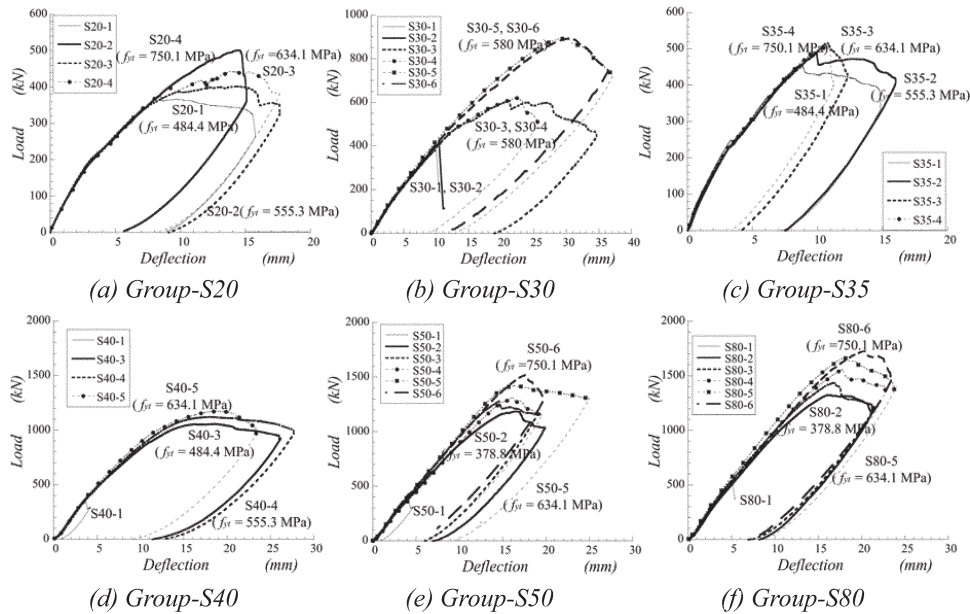 600
500
400
300
200
100
0
(kN)
Load
S20-1
S20-2
S20-3
S20-4
S20-4
(fyt = 750.1 MPa)
(fyt = 634.1 MPa)
S20-3
S20-1
(fyt = 484.4 MPa)
S20-2 (fyt = 555.3 MPa)
0 5 10 15 20
Deflection (mm)
(a) Group-S20
1000
800
600
400
200
0
(kN)
Load
S30-1
S30-2
S30-3
S30-4
S30-5
S30-6
S30-5, S30-6
(fyt = 580 MPa)
S30-3, S30-4
(fyt = 580 MPa)
S30-1 S30-2
0 10 20 30 40
Deflection (mm)
(b) Group-S30
600
500
400
300
200
100
0
(kN)
Load
S35-4
(fyt = 750.1 MPa)
S35-3
(fyt = 634.1 MPa)
S35-1
(fyt = 484.4 MPa)
S35-2
(fyt = 555.3 MPa)
S35-1
S35-2
S35-3
S35-4
0 5 10 15 20
Deflection (mm)
(c) Group-S35
2000
1500
1000
500
0
(kN)
Load
S40-1
S40-3
S40-4
S40-5
S40-5
(fyt = 634.1 MPa)
S40-3
(fyt = 484.4 MPa)
S40-1
S40-4
(fyt = 555.3 MPa)
0 5 10 15 20 25 30
Deflection (mm)
(d) Group-S40
2000
1500
1000
500
0
(kN)
Load
S50-1
S50-2
S50-3
S50-4
S50-5
S50-6
S50-6
(fyt = 750.1 MPa)
S50-2
(fyt = 378.8 MPa)
S50-1
S50-5
(fyt = 634.1 MPa)
0 5 10 15 20 25 30
Deflection (mm)
(e) Group-S50
2000
1500
1000
500
0
(kN)
Load
S80-1
S80-2
S80-3
S80-4
S80-5
S80-6
S80-6
(fyt =750.1 MPa)
S80-2
(fyt = 378.8 MPa)
S80-1
S80-5
(fyt = 634.1 MPa)
0 5 10 15 20 25 30
Deflection (mm)
(f) Group-S80